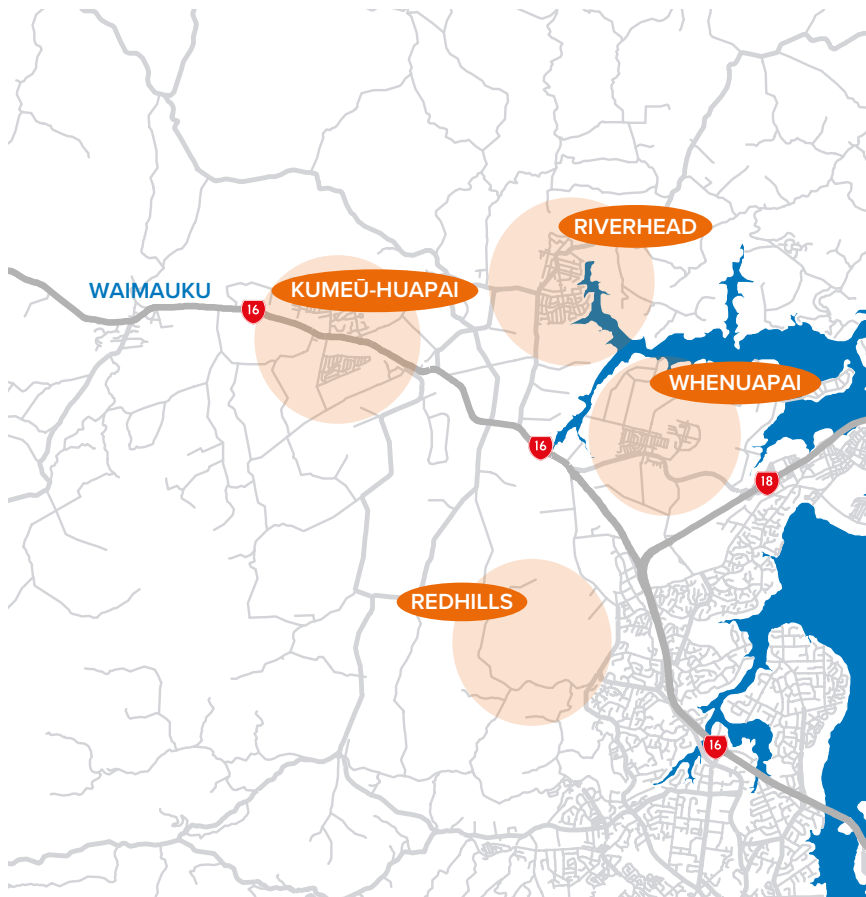 RIVERHEAD
WAIMAUKU
KUMEŪ-HUAPAI
16
WHENUAPAI
16
18
REDHILLS
16